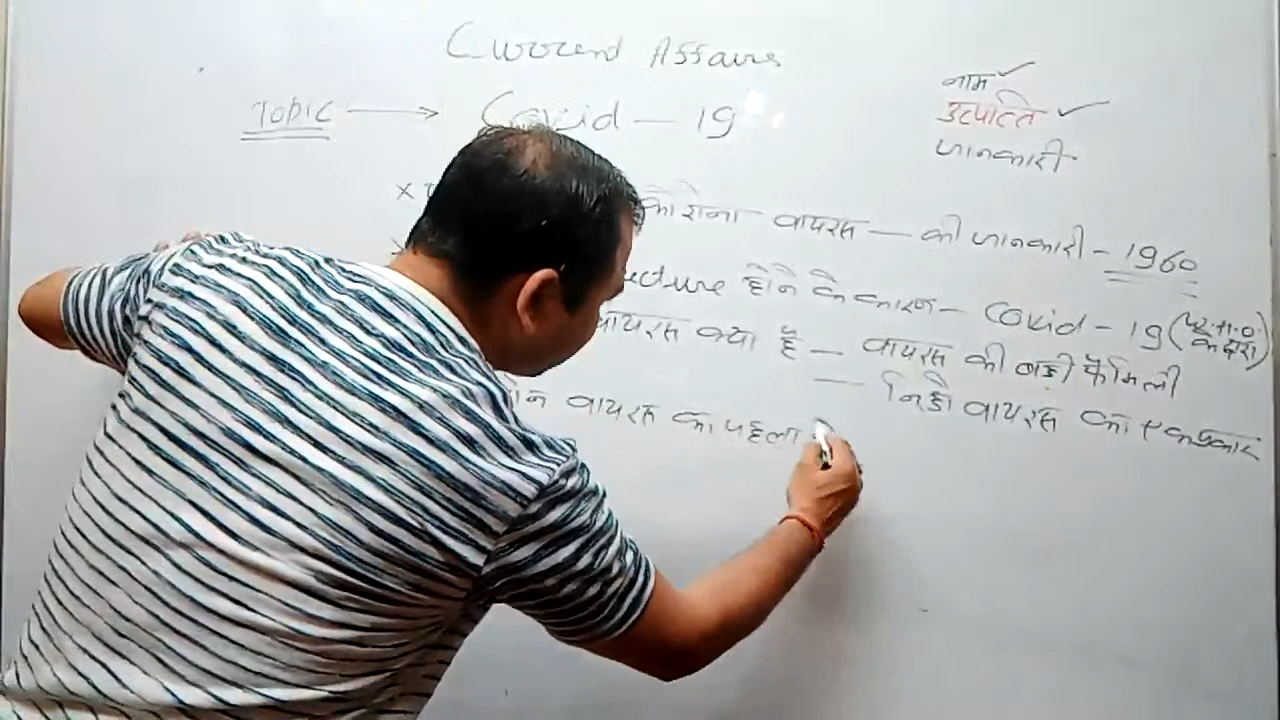 Current Affairs
Topic → Covid - 19
नाम ✓
उत्पत्ति ✓
जानकारी
× कोरोना वायरस — की जानकारी - 1960
होने के कारण - Covid - 19 (W.H.O. के द्वारा)
वायरस क्या है — वायरस की बड़ी फैमिली
— निडो वायरस का एक प्रकार
वायरस का पहला